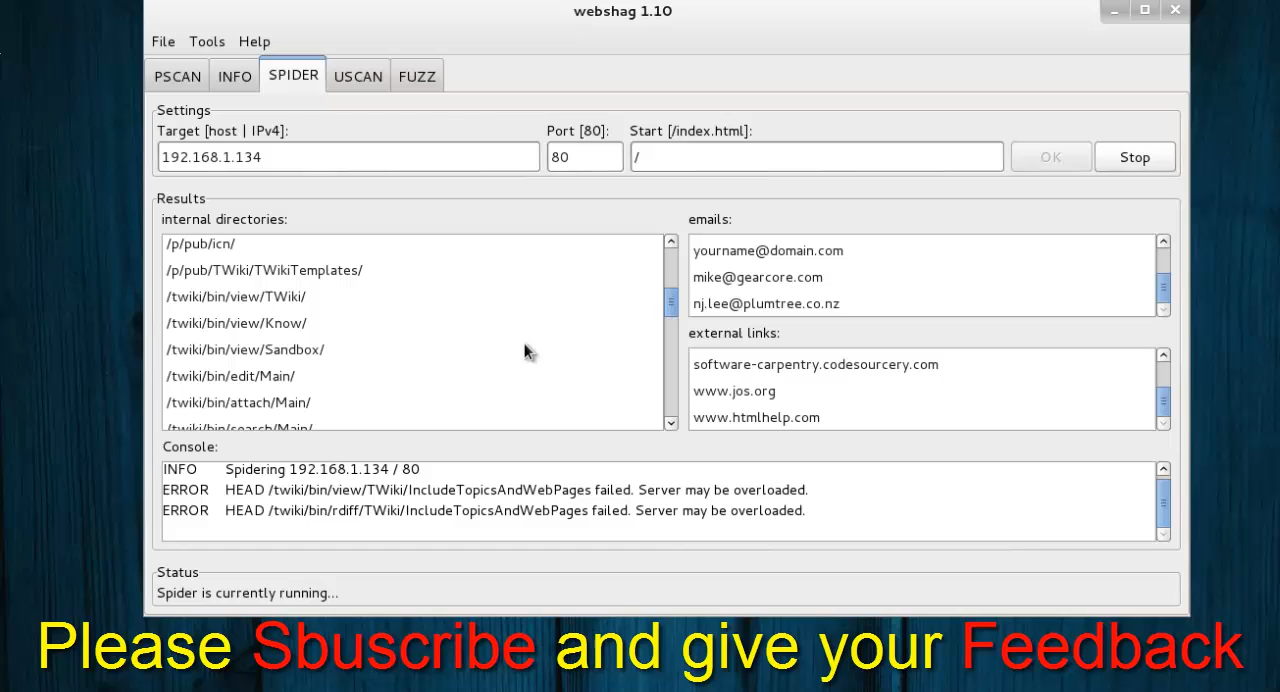 webshag 1.10
File Tools Help
PSCAN INFO SPIDER USCAN FUZZ
Settings
Target [host | IPv4]: Port [80]: Start [/index.html]:
192.168.1.134 80 / OK Stop
Results
internal directories:
/p/pub/icn/
/p/pub/TWiki/TWikiTemplates/
/twiki/bin/view/TWiki/
/twiki/bin/view/Know/
/twiki/bin/view/Sandbox/
/twiki/bin/edit/Main/
/twiki/bin/attach/Main/
/twiki/bin/search/Main/
emails:
yourname@domain.com
mike@gearcore.com
nj.lee@plumtree.co.nz
external links:
software-carpentry.codesourcery.com
www.jos.org
www.htmlhelp.com
Console:
INFO Spidering 192.168.1.134 / 80
ERROR HEAD /twiki/bin/view/TWiki/IncludeTopicsAndWebPages failed. Server may be overloaded.
ERROR HEAD /twiki/bin/rdiff/TWiki/IncludeTopicsAndWebPages failed. Server may be overloaded.
Status
Spider is currently running...
Please Sbuscribe and give your Feedback